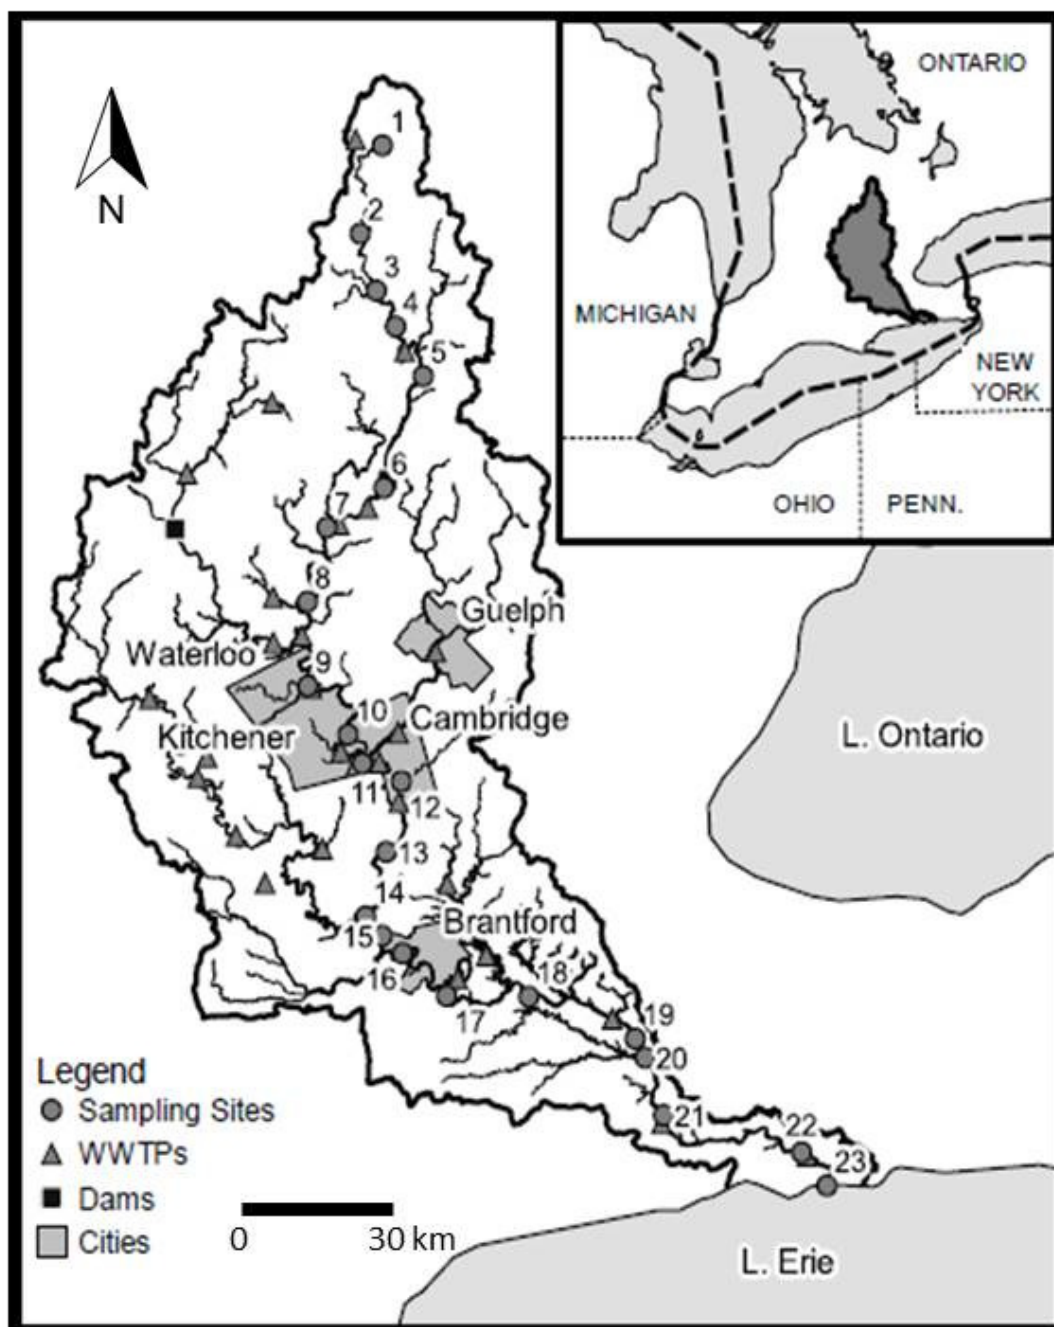 ONTARIO
MICHIGAN
NEW
YORK
OHIO
PENN.
N
1
2
3
4
5
6
7
8
Guelph
Waterloo
9
10
Cambridge
Kitchener
11
12
13
14
15
Brantford
16
17
18
19
20
21
22
23
L. Ontario
L. Erie
Legend
Sampling Sites
WWTPs
Dams
Cities
0 30 km